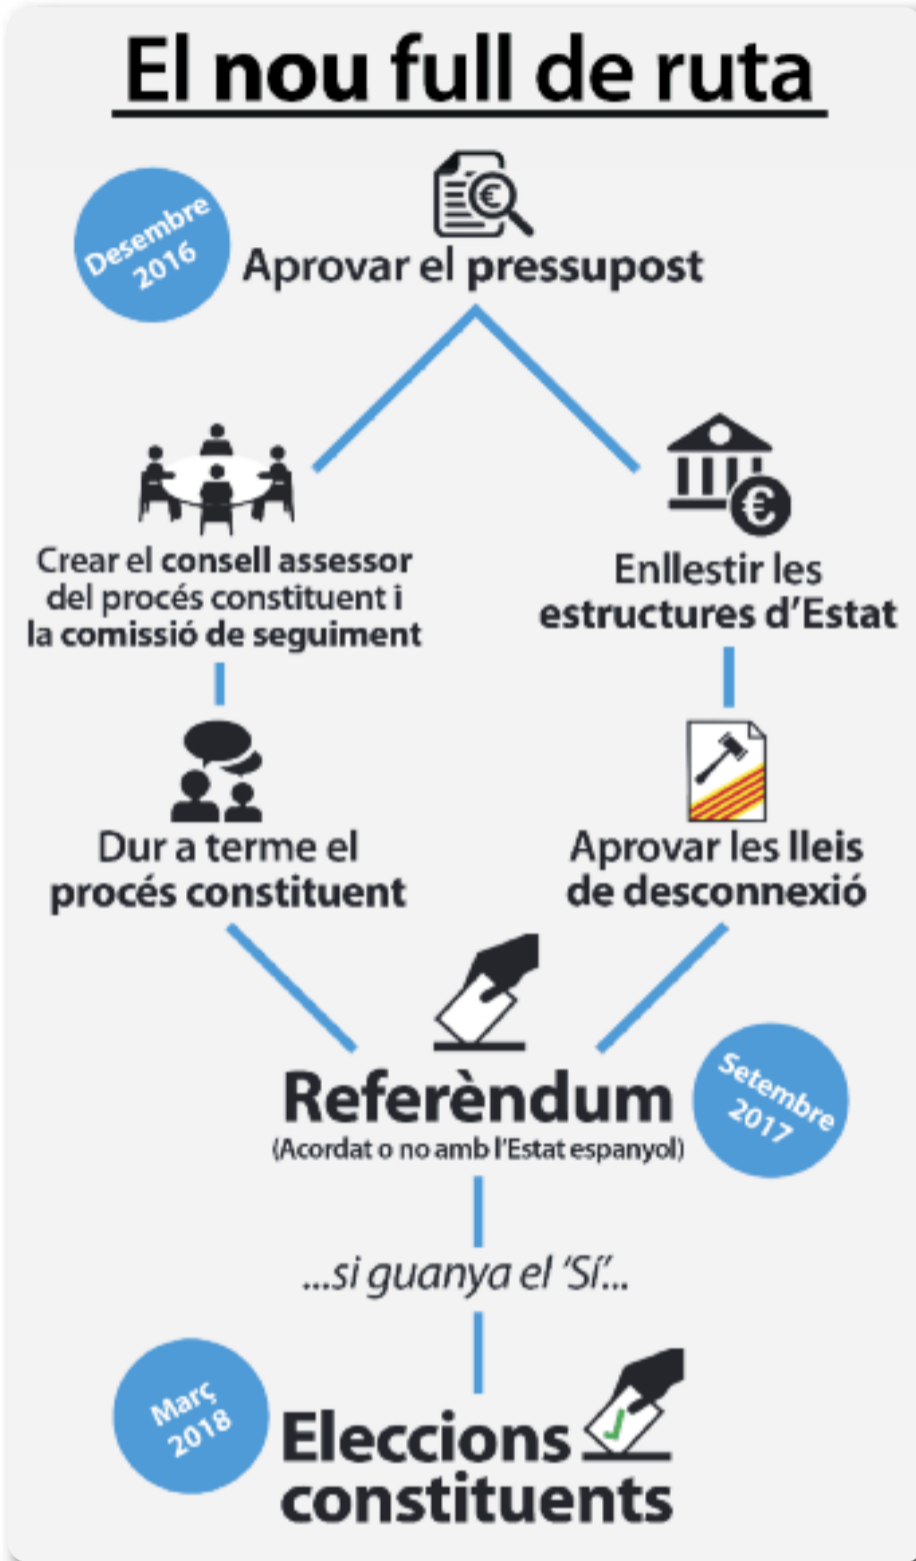 El nou full de ruta
Desembre
2016
Aprovar el pressupost
Crear el consell assessor
del procés constituent i
la comissió de seguiment
Enllestir les
estructures d’Estat
Dur a terme el
procés constituent
Aprovar les lleis
de desconnexió
Referèndum
(Acordat o no amb l’Estat espanyol)
Setembre
2017
...si guanya el ‘Sí’...
Març
2018
Eleccions
constituents